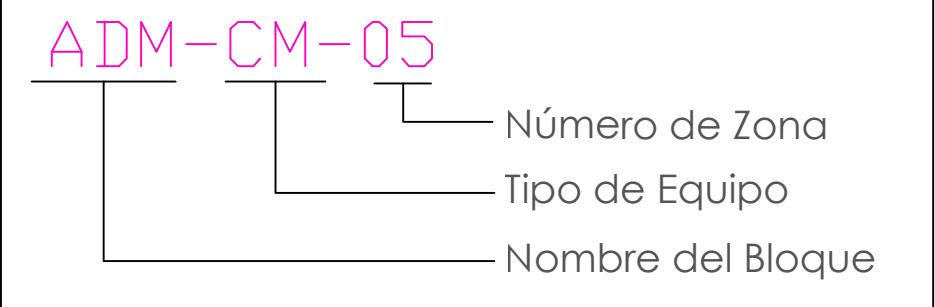 ADM-CM-05
Número de Zona
Tipo de Equipo
Nombre del Bloque